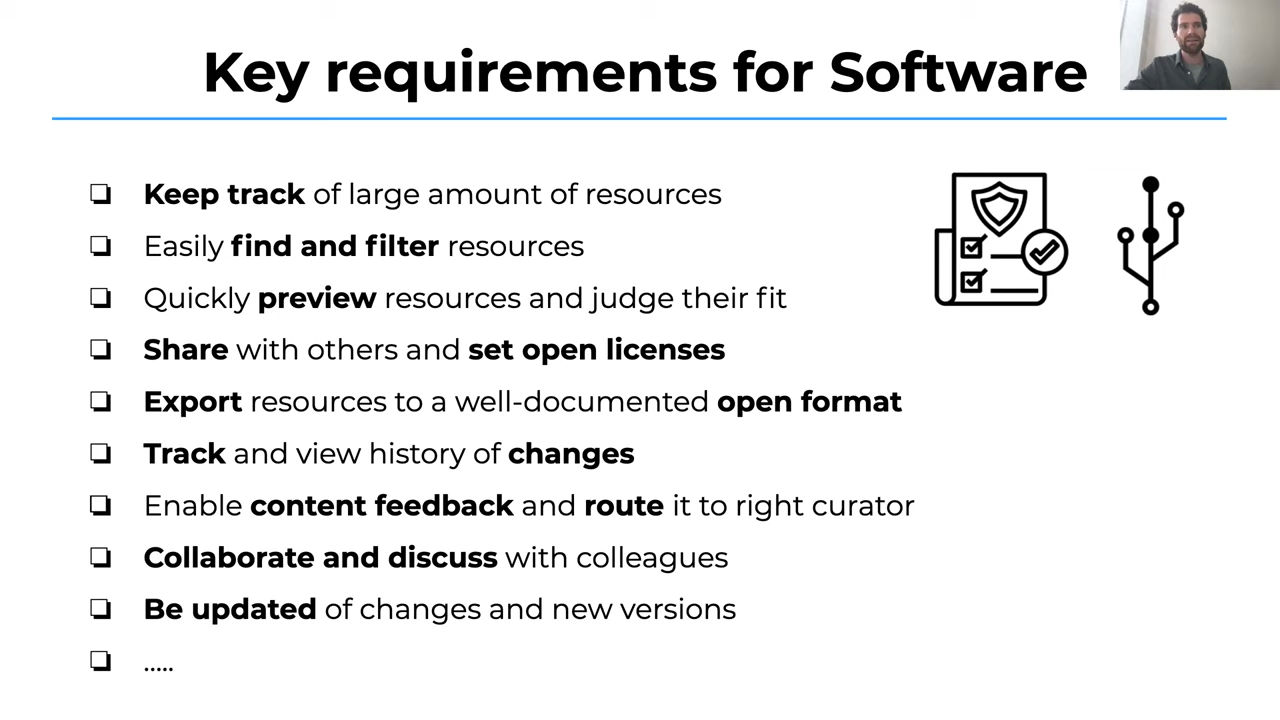 Key requirements for Software
❏ Keep track of large amount of resources
❏ Easily find and filter resources
❏ Quickly preview resources and judge their fit
❏ Share with others and set open licenses
❏ Export resources to a well-documented open format
❏ Track and view history of changes
❏ Enable content feedback and route it to right curator
❏ Collaborate and discuss with colleagues
❏ Be updated of changes and new versions
❏ .....